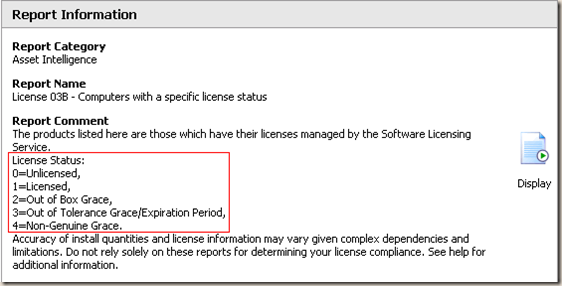 Report Information
Report Category
Asset Intelligence
Report Name
License 03B - Computers with a specific license status
Report Comment
The products listed here are those which have their licenses managed by the Software Licensing
Service.
License Status:
0=Unlicensed,
1=Licensed,
2=Out of Box Grace,
3=Out of Tolerance Grace/Expiration Period,
4=Non-Genuine Grace.
Accuracy of install quantities and license information may vary given complex dependencies and
limitations. Do not rely solely on these reports for determining your license compliance. See help for
additional information.
Display